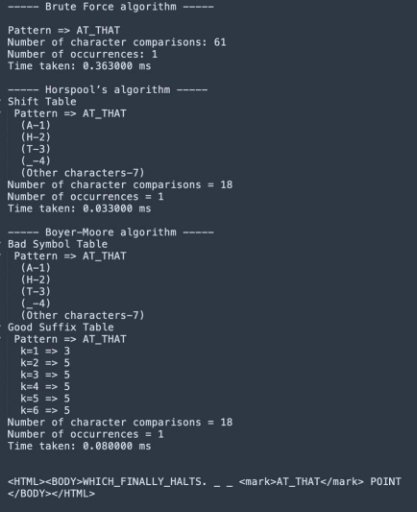 ----- Brute Force algorithm -----
Pattern => AT_THAT
Number of character comparisons: 61
Number of occurrences: 1
Time taken: 0.363000 ms
----- Horspool's algorithm -----
Shift Table
Pattern => AT_THAT
(A-1)
(H-2)
(T-3)
(_-4)
(Other characters-7)
Number of character comparisons = 18
Number of occurrences = 1
Time taken: 0.033000 ms
----- Boyer-Moore algorithm -----
Bad Symbol Table
Pattern => AT_THAT
(A-1)
(H-2)
(T-3)
(_-4)
(Other characters-7)
Good Suffix Table
Pattern => AT_THAT
k=1 => 3
k=2 => 5
k=3 => 5
k=4 => 5
k=5 => 5
k=6 => 5
Number of character comparisons = 18
Number of occurrences = 1
Time taken: 0.080000 ms
<HTML><BODY>WHICH_FINALLY_HALTS. _ _ <mark>AT_THAT</mark> POINT
</BODY></HTML>